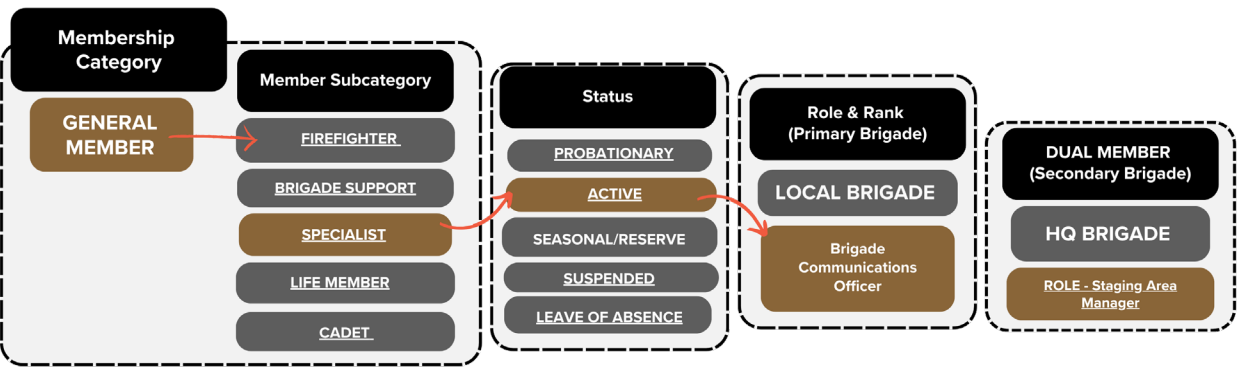 Membership
Category
GENERAL
MEMBER
Member Subcategory
FIREFIGHTER
BRIGADE SUPPORT
SPECIALIST
LIFE MEMBER
CADET
Status
PROBATIONARY
ACTIVE
SEASONAL/RESERVE
SUSPENDED
LEAVE OF ABSENCE
Role & Rank
(Primary Brigade)
LOCAL BRIGADE
Brigade
Communications
Officer
DUAL MEMBER
(Secondary Brigade)
HQ BRIGADE
ROLE - Staging Area
Manager